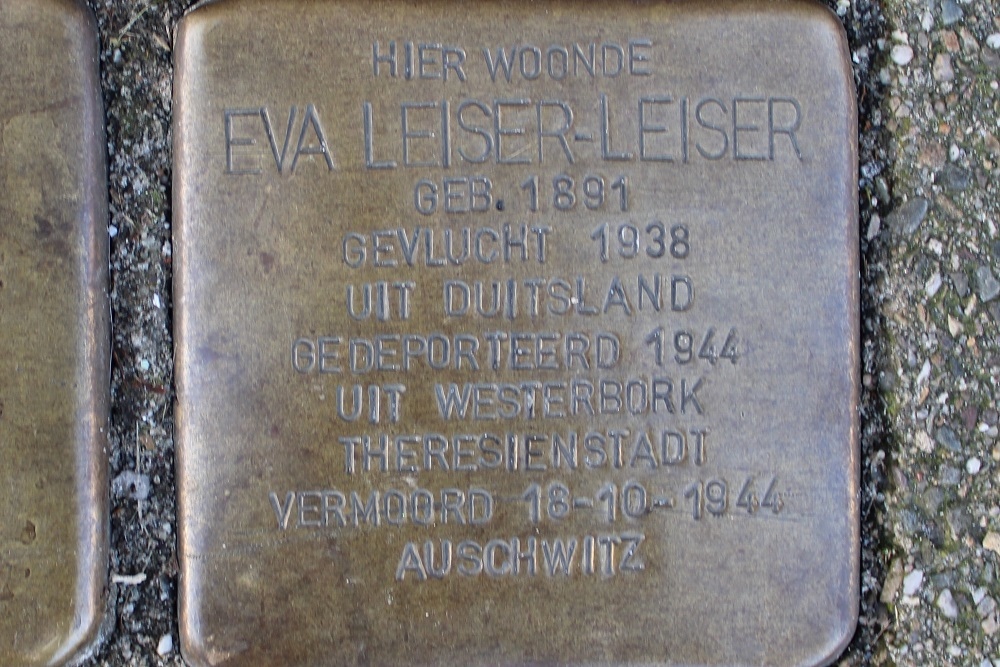 HIER WOONDE
EVA LEISER-LEISER
GEB. 1891
GEVLUCHT 1938
UIT DUITSLAND
GEDEPORTEERD 1944
UIT WESTERBORK
THERESIENSTADT
VERMOORD 18-10-1944
AUSCHWITZ